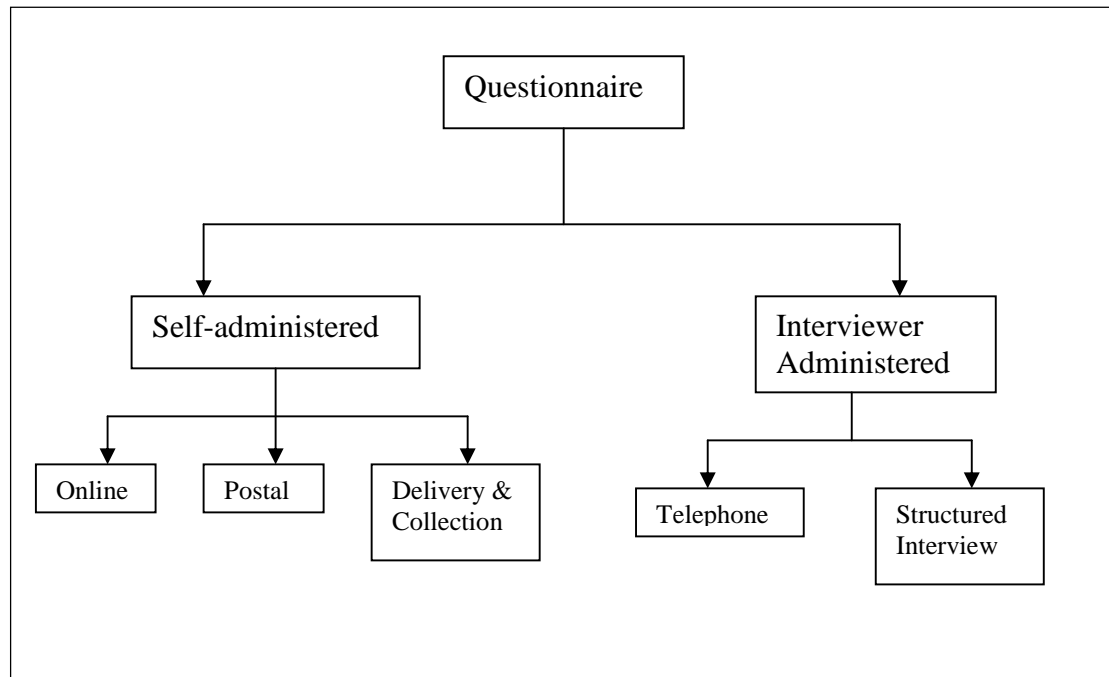 Questionnaire
Self-administered
Interviewer
Administered
Online
Postal
Delivery &
Collection
Telephone
Structured
Interview